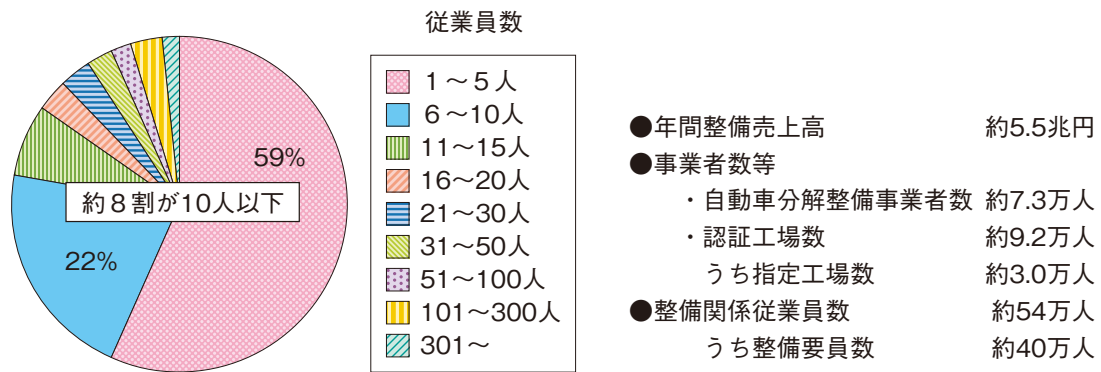 従業員数
59%
22%
約8割が10人以下
1～5人
6～10人
11～15人
16～20人
21～30人
31～50人
51～100人
101～300人
301～
●年間整備売上高 約5.5兆円
●事業者数等
・自動車分解整備事業者数 約7.3万人
・認証工場数 約9.2万人
うち指定工場数 約3.0万人
●整備関係従業員数 約54万人
うち整備要員数 約40万人